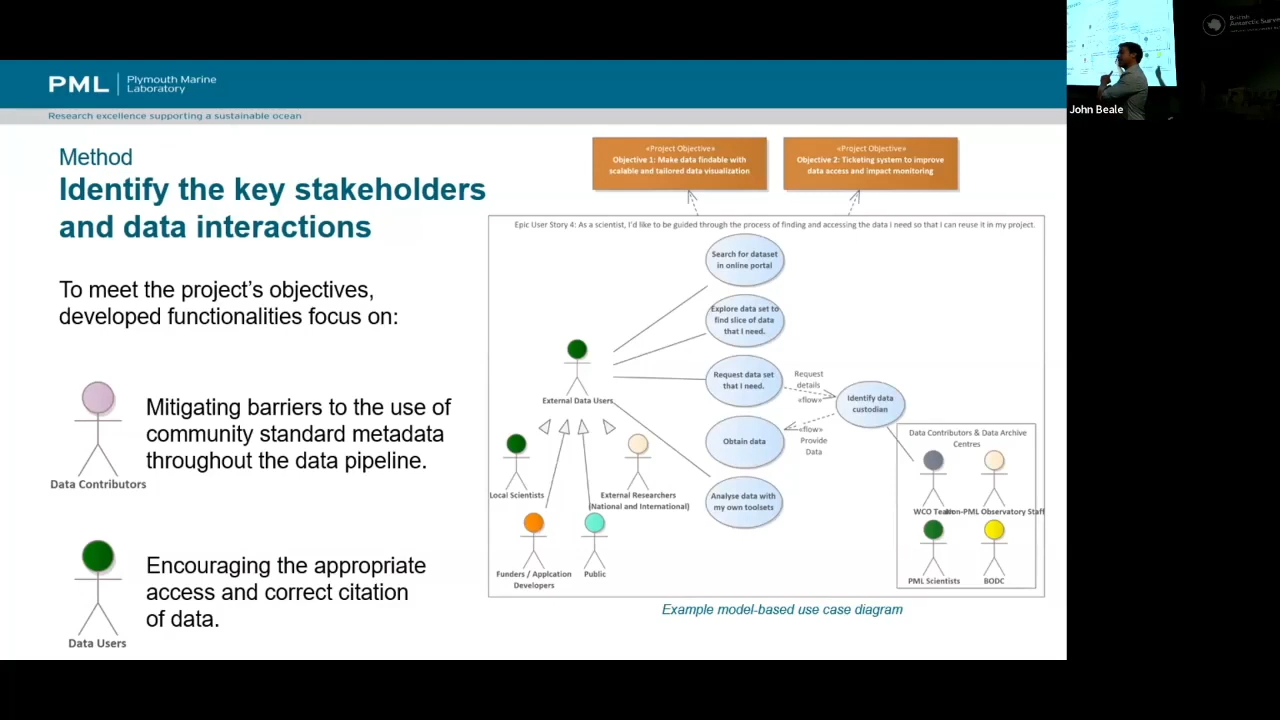 PML
Plymouth Marine
Laboratory
Research excellence supporting a sustainable ocean
Method
Identify the key stakeholders
and data interactions
To meet the project's objectives,
developed functionalities focus on:
Data Contributors
Mitigating barriers to the use of
community standard metadata
throughout the data pipeline.
Data Users
Encouraging the appropriate
access and correct citation
of data.
«Project Objective»
Objective 1: Make data findable with
scalable and tailored data visualization
«Project Objective»
Objective 2: Ticketing system to improve
data access and impact monitoring
Epic User Story 4: As a scientist, I'd like to be guided through the process of finding and accessing the data I need so that I can reuse it in my project.
Search for dataset
in online portal
Explore data set to
find slice of data
that I need.
Request data set
that I need.
Obtain data
Analyse data with
my own toolsets
Request
details
«flow»
«flow»
Provide
Data
Identify data
custodian
External Data Users
Local Scientists
External Researchers
(National and International)
Funders / Applcation
Developers
Public
Data Contributors & Data Archive
Centres
WCO Team
Non-PML Observatory Staff
PML Scientists
BODC
Example model-based use case diagram
John Beale
British
Antarctic Survey